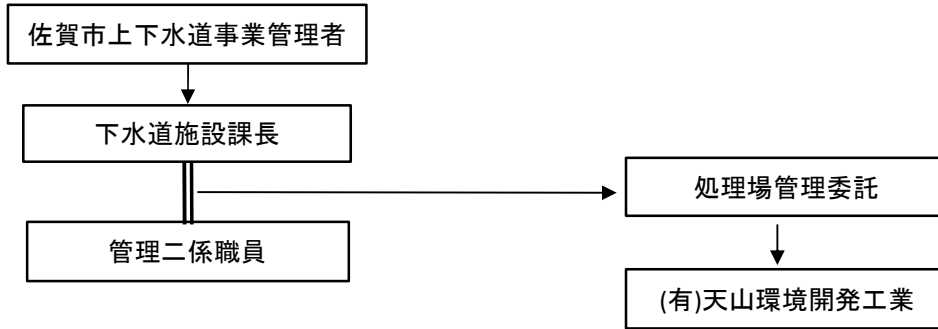 佐賀市上下水道事業管理者
下水道施設課長
処理場管理委託
管理二係職員
(有)天山環境開発工業